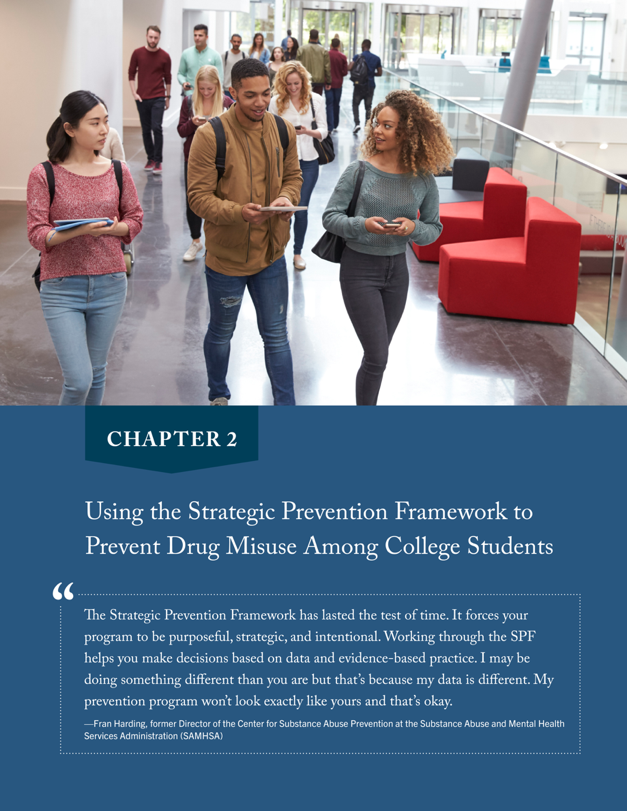 CHAPTER 2
Using the Strategic Prevention Framework to
Prevent Drug Misuse Among College Students
“
The Strategic Prevention Framework has lasted the test of time. It forces your
program to be purposeful, strategic, and intentional. Working through the SPF
helps you make decisions based on data and evidence-based practice. I may be
doing something different than you are but that’s because my data is different. My
prevention program won’t look exactly like yours and that’s okay.
—Fran Harding, former Director of the Center for Substance Abuse Prevention at the Substance Abuse and Mental Health
Services Administration (SAMHSA)